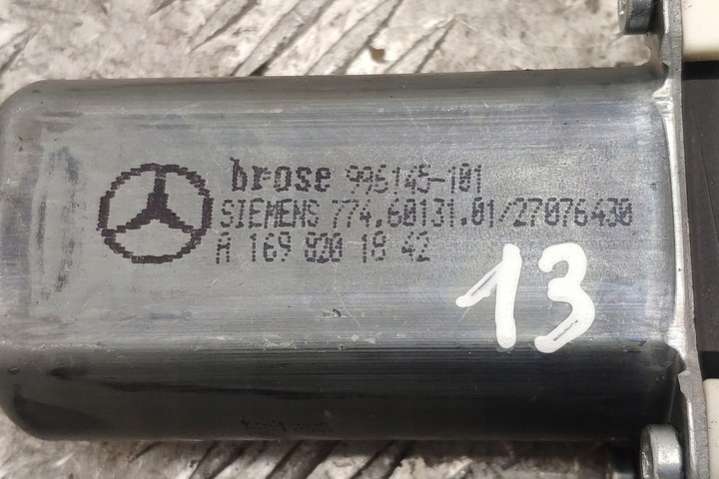 brose 996145-101
SIEMENS 774.60131.01/27076430
A 169 820 18 42
13